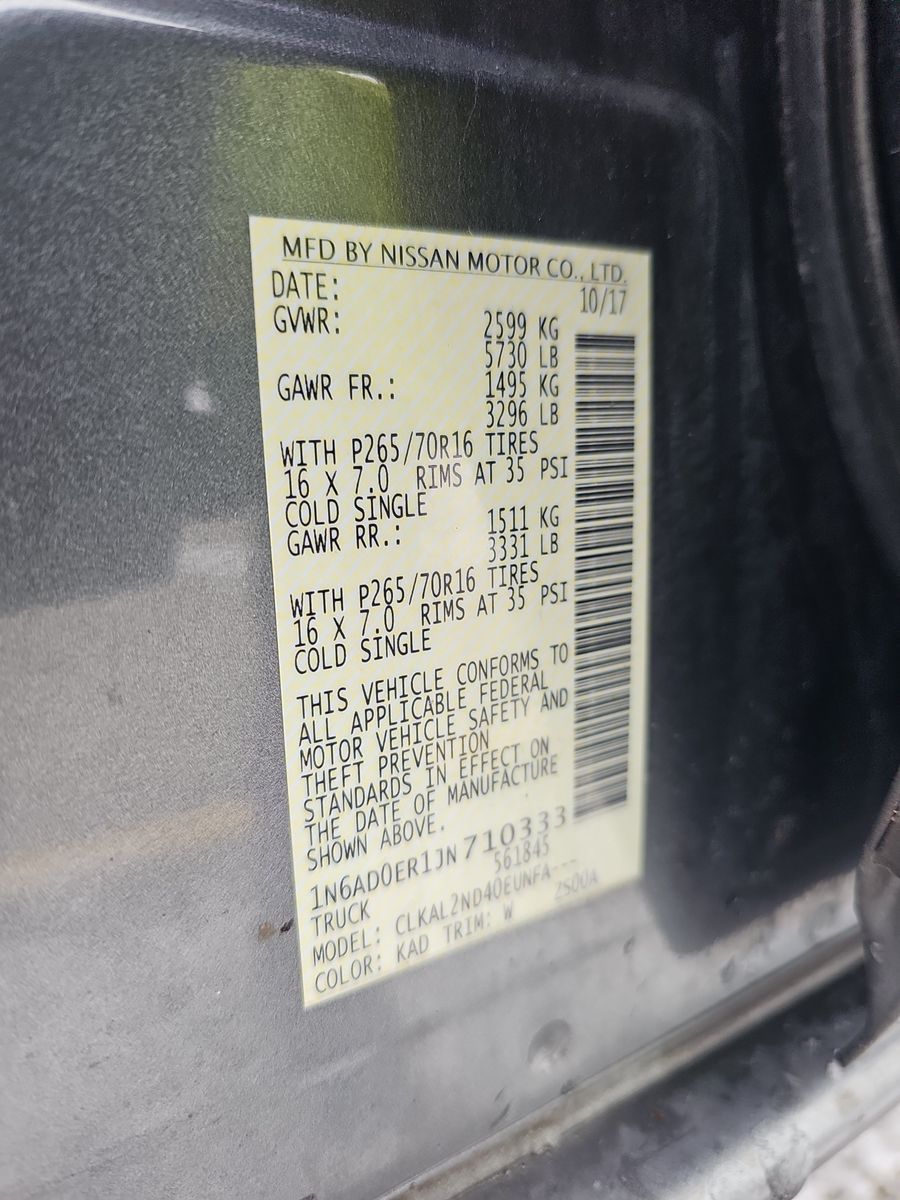 MFD BY NISSAN MOTOR CO., LTD.
DATE: 10/17
GVWR: 2599 KG
5730 LB
GAWR FR.: 1495 KG
3296 LB
WITH P265/70R16 TIRES
16 X 7.0 RIMS AT 35 PSI
COLD SINGLE
GAWR RR.: 1511 KG
3331 LB
WITH P265/70R16 TIRES
16 X 7.0 RIMS AT 35 PSI
COLD SINGLE
THIS VEHICLE CONFORMS TO
ALL APPLICABLE FEDERAL
MOTOR VEHICLE SAFETY AND
THEFT PREVENTION
STANDARDS IN EFFECT ON
THE DATE OF MANUFACTURE
SHOWN ABOVE.
1N6AD0ER1JN710333
TRUCK 561845
MODEL: CLKAL2ND40EUNFA---
COLOR: KAD TRIM: W 2S00A